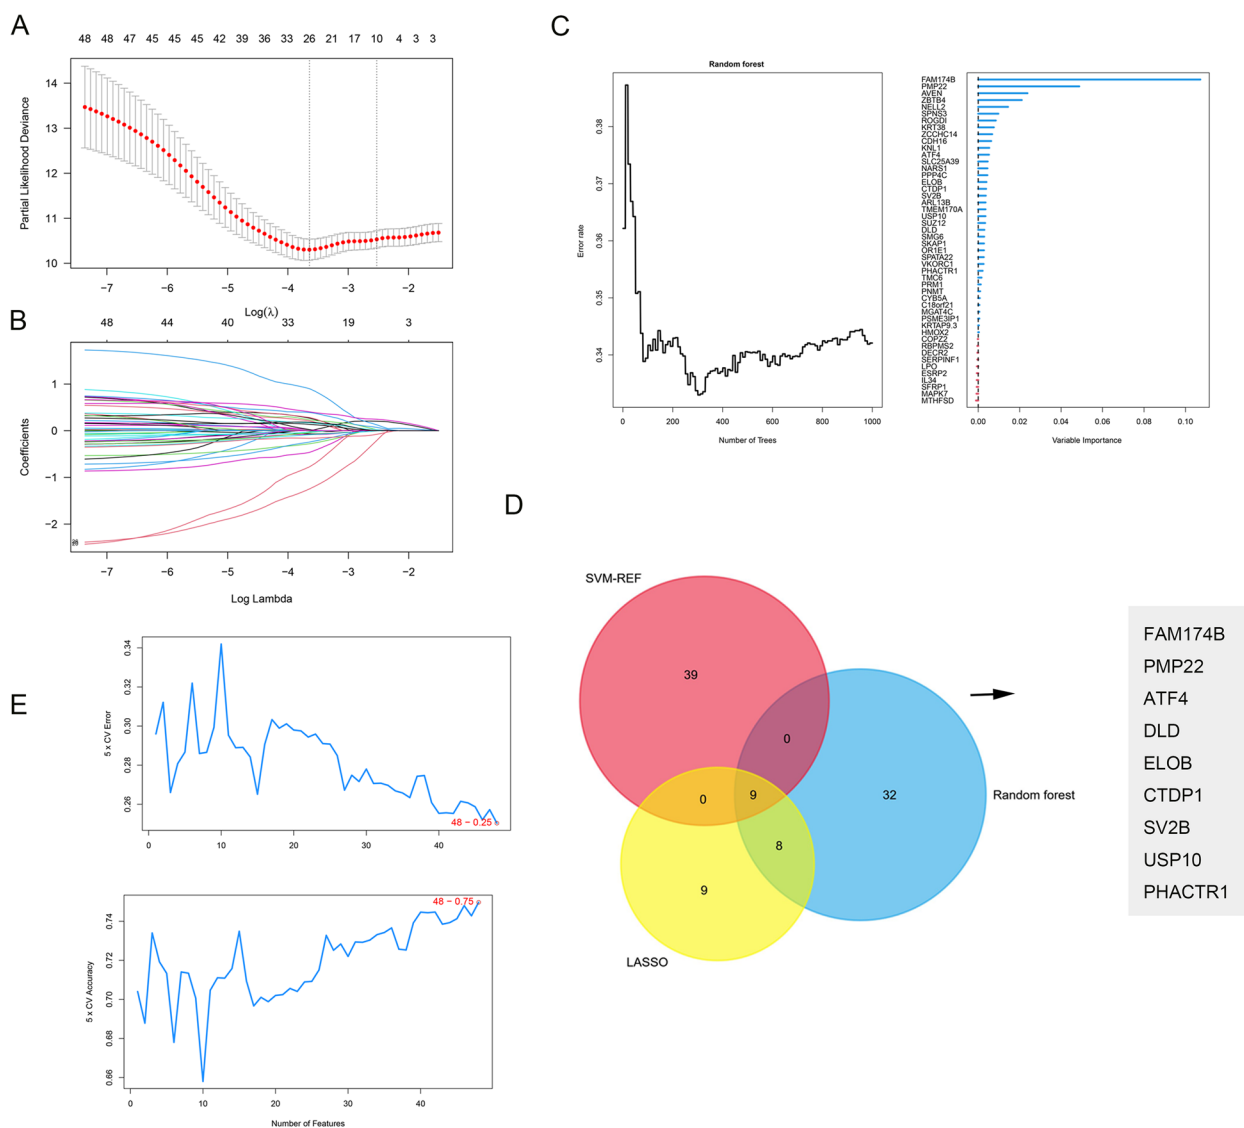 A
48 48 47 45 45 45 42 39 36 33 26 21 17 10 4 3 3
Partial Likelihood Deviance
14
13
12
11
10
−7 −6 −5 −4 −3 −2
Log(λ)
B
48 44 40 33 19 3
Coefficients
1
0
−1
−2
−7 −6 −5 −4 −3 −2
Log Lambda
C
Random forest
Error rate
0.38
0.37
0.36
0.35
0.34
0 200 400 600 800 1000
Number of Trees
FAM174B
PMP22
AVEN
ZBTB4
NELL2
SPNS3
ROGDI
KRT38
ZCCHC14
CDH16
KNL1
ATF4
SLC25A39
NARS1
PPP4C
ELOB
CTDP1
SV2B
ARL13B
TMEM170A
USP10
SUZ12
DLD
SMG6
SKAP1
OR1E1
SPATA22
VKORC1
PHACTR1
TMC6
PRM1
PNMT
CYB5A
C18orf21
MGAT4C
PSME3IP1
KRTAP9.3
HMOX2
COPZ2
RBPMS2
DECR2
SERPINF1
LPO
ESRP2
IL34
SFRP1
MAPK7
MTHFSD
0.00 0.02 0.04 0.06 0.08 0.10
Variable Importance
D
SVM-REF
39
0
0
9
32
Random forest
8
9
LASSO
FAM174B
PMP22
ATF4
DLD
ELOB
CTDP1
SV2B
USP10
PHACTR1
E
5 x CV Error
0.34
0.32
0.30
0.28
0.26
48 − 0.25
0 10 20 30 40
5 x CV Accuracy
0.74
0.72
0.70
0.68
0.66
48 − 0.75
0 10 20 30 40
Number of Features